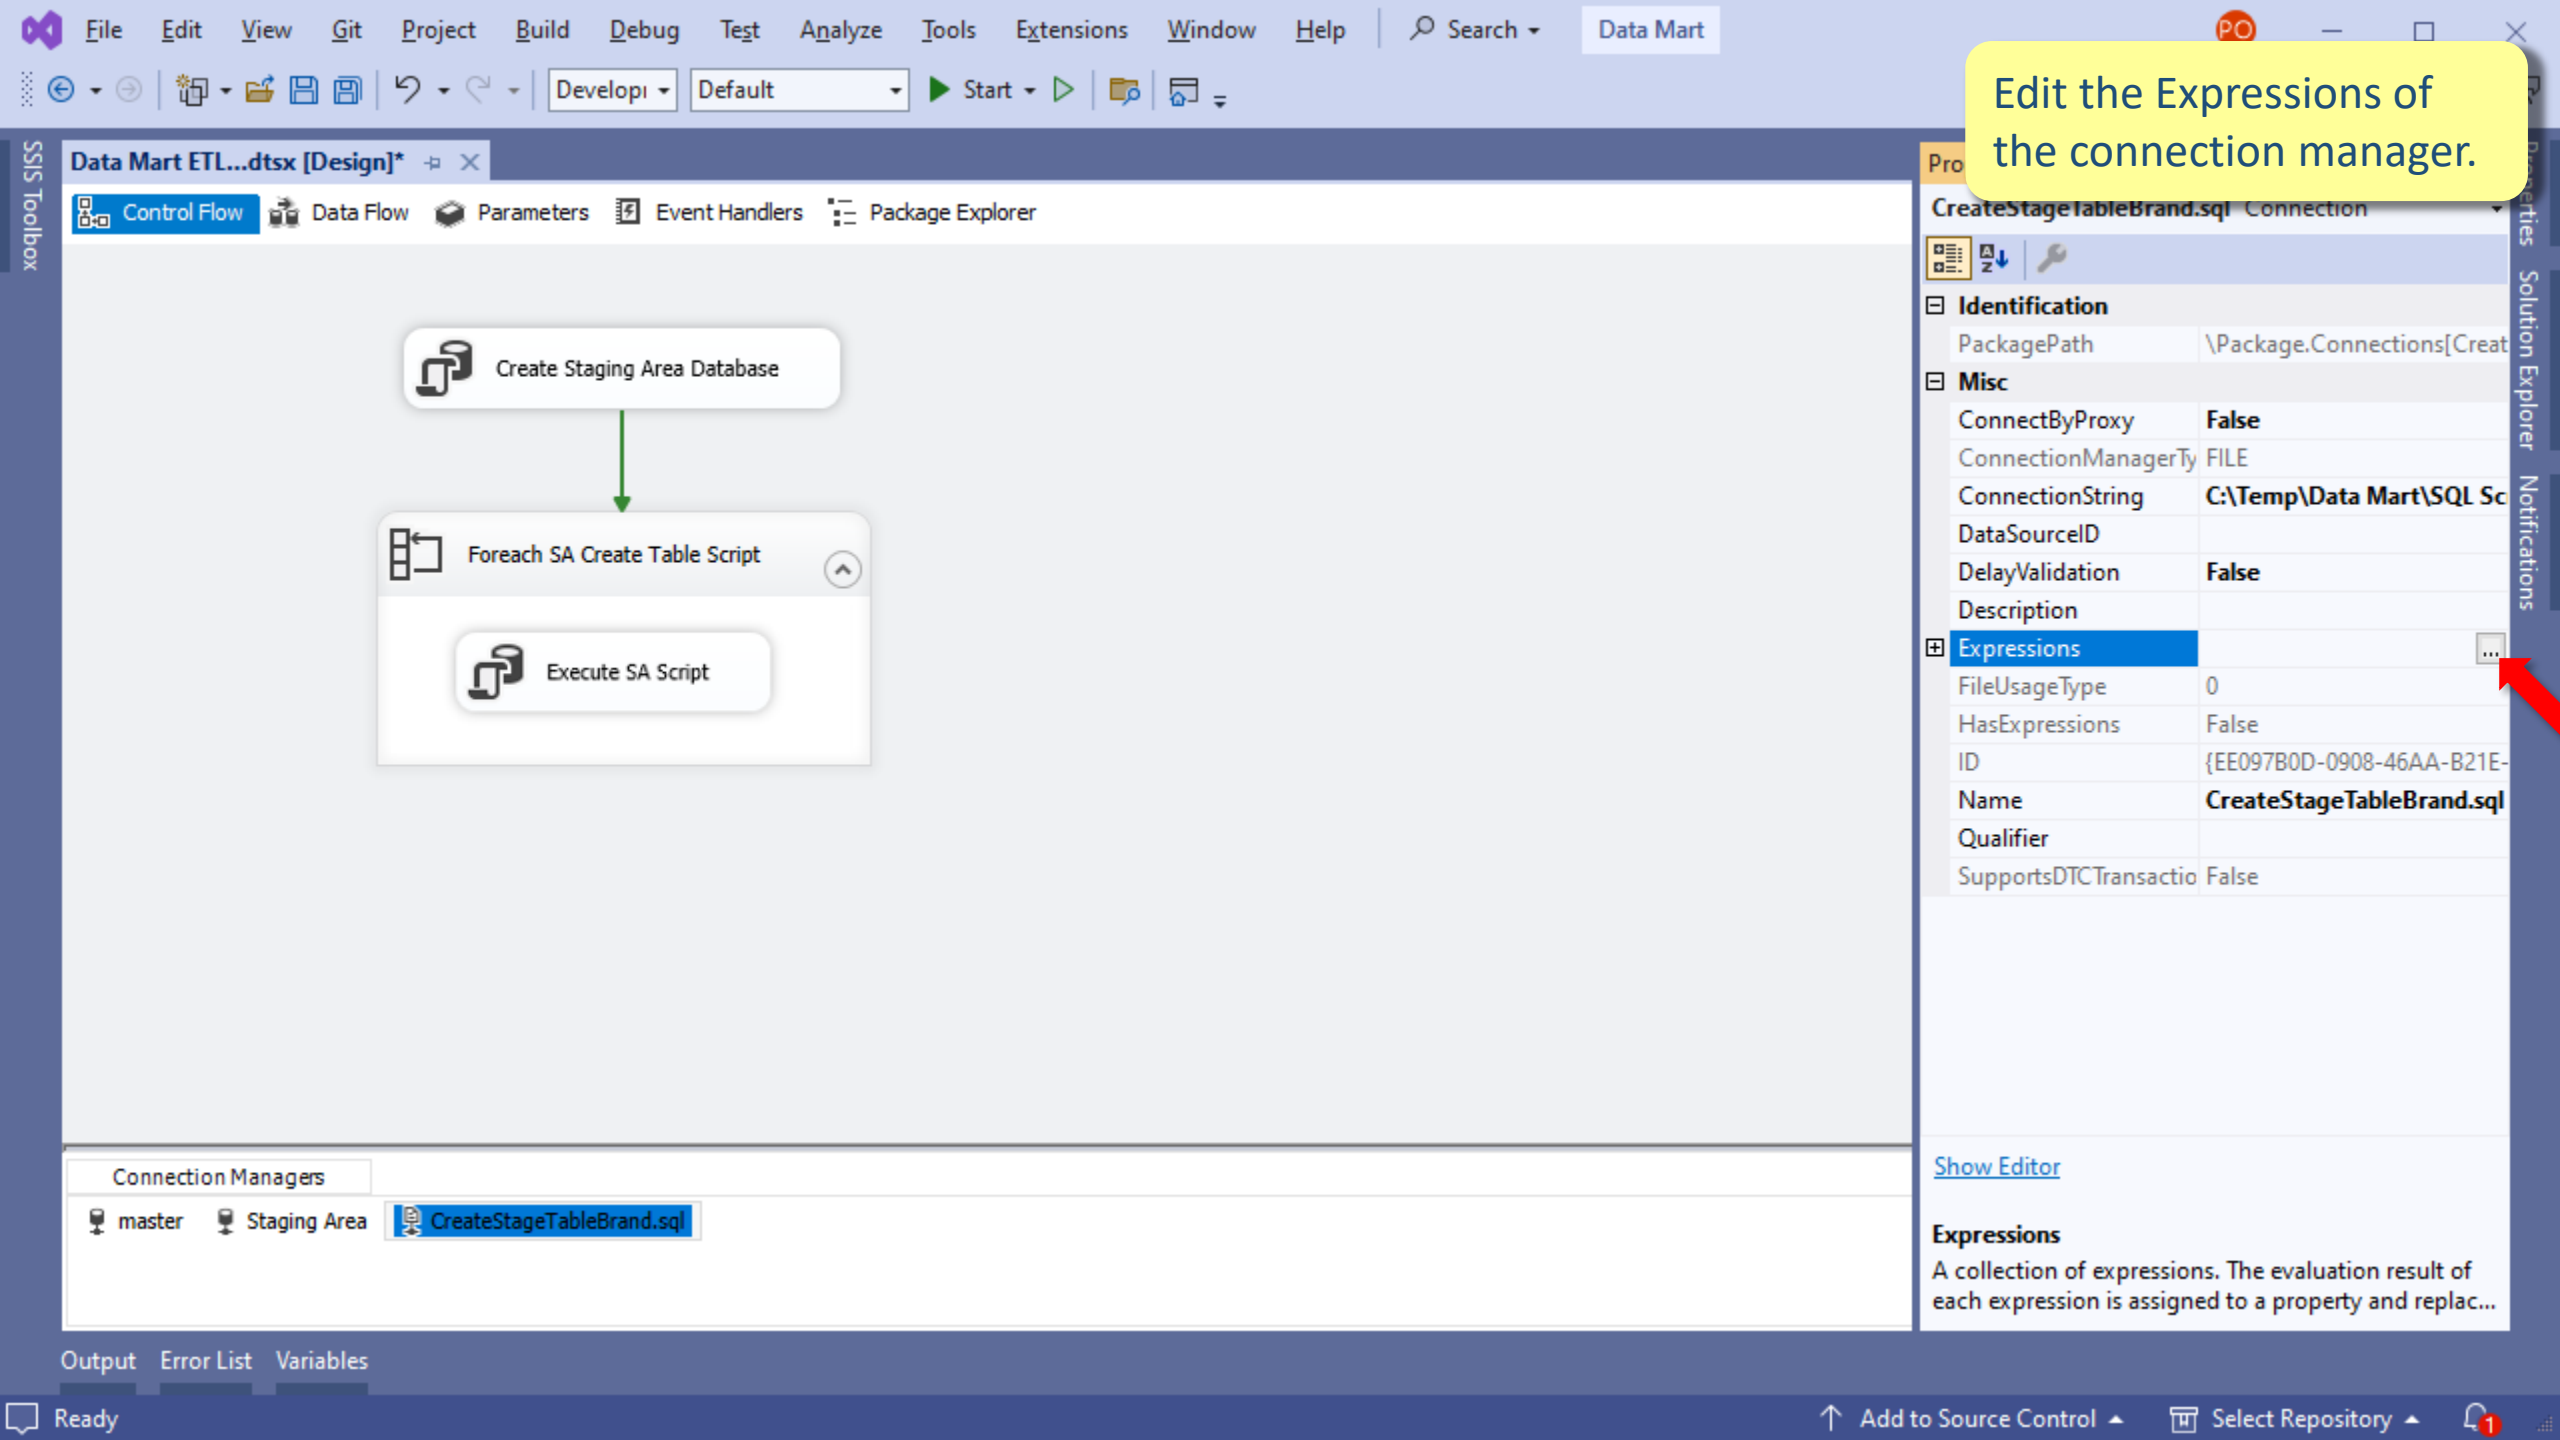 File Edit View Git Project Build Debug Test Analyze Tools Extensions Window Help Search Data Mart PO
Default Start
Edit the Expressions of
the connection manager.
SSIS Toolbox
Data Mart ETL...dtsx [Design]*
Control Flow Data Flow Parameters Event Handlers Package Explorer
Create Staging Area Database
Foreach SA Create Table Script
Execute SA Script
CreateStageTableBrand.sql Connection
Identification
PackagePath \Package.Connections[Creat
Misc
ConnectByProxy False
ConnectionManagerTy FILE
ConnectionString C:\Temp\Data Mart\SQL Sc
DataSourceID
DelayValidation False
Description
Expressions ...
FileUsageType 0
HasExpressions False
ID {EE097B0D-0908-46AA-B21E-
Name CreateStageTableBrand.sql
Qualifier
SupportsDTCTransactio False
Show Editor
Expressions
A collection of expressions. The evaluation result of
each expression is assigned to a property and replac...
Properties
Solution Explorer
Notifications
Connection Managers
master Staging Area CreateStageTableBrand.sql
Output Error List Variables
Ready Add to Source Control Select Repository 1